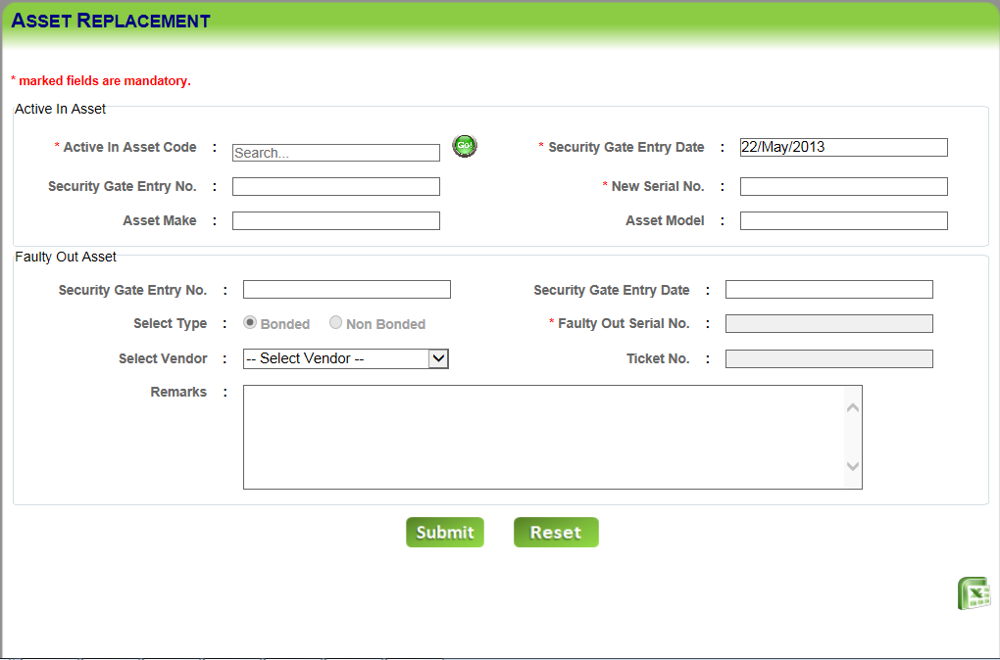 ASSET REPLACEMENT
* marked fields are mandatory.
Active In Asset
* Active In Asset Code : Search... Go! * Security Gate Entry Date : 22/May/2013
Security Gate Entry No. : * New Serial No. :
Asset Make : Asset Model :
Faulty Out Asset
Security Gate Entry No. : Security Gate Entry Date :
Select Type : Bonded Non Bonded * Faulty Out Serial No. :
Select Vendor : -- Select Vendor -- Ticket No. :
Remarks :
Submit Reset